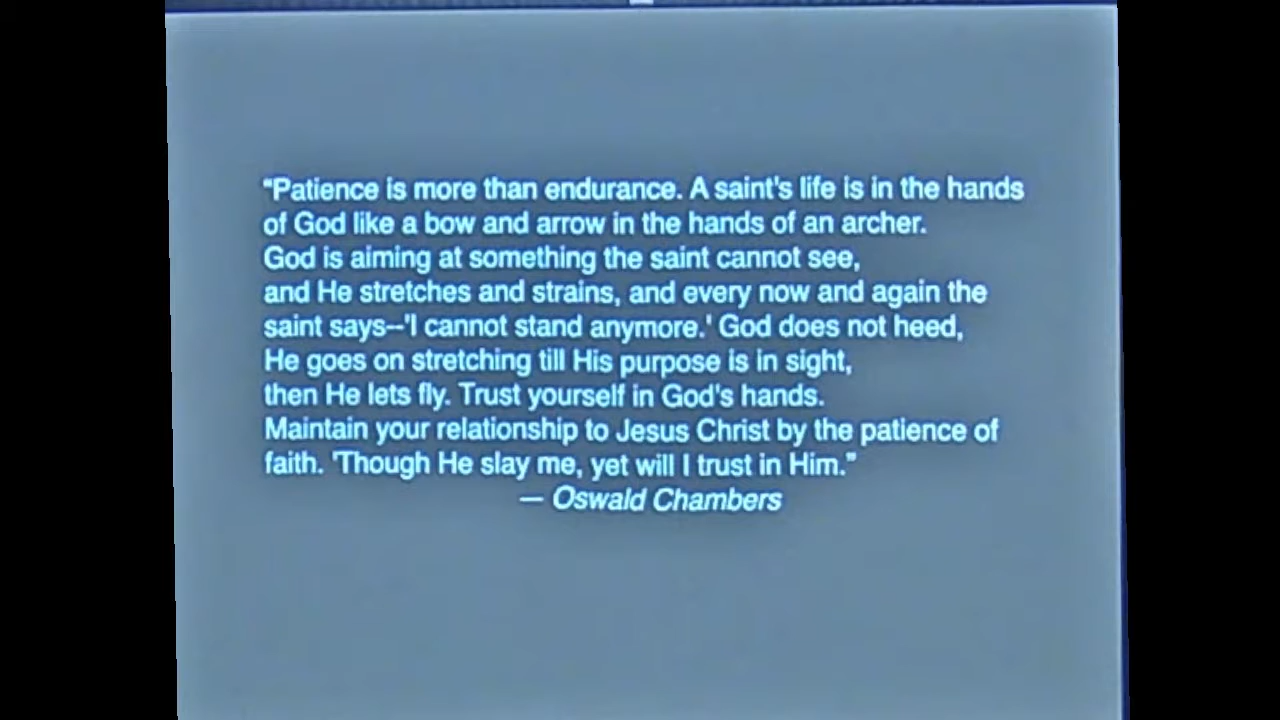 "Patience is more than endurance. A saint's life is in the hands
of God like a bow and arrow in the hands of an archer.
God is aiming at something the saint cannot see,
and He stretches and strains, and every now and again the
saint says--'I cannot stand anymore.' God does not heed,
He goes on stretching till His purpose is in sight,
then He lets fly. Trust yourself in God's hands.
Maintain your relationship to Jesus Christ by the patience of
faith. 'Though He slay me, yet will I trust in Him."
— Oswald Chambers